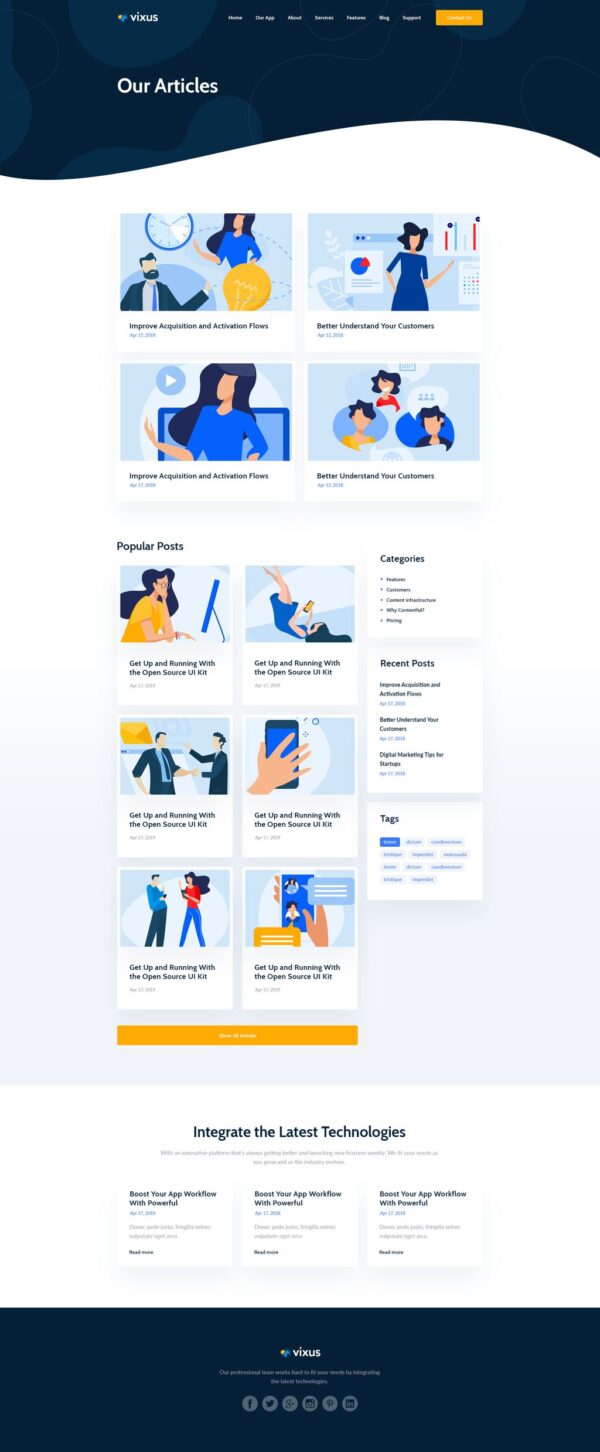 vixus
Home Our App About Services Features Blog Support Contact Us
Our Articles
Improve Acquisition and Activation Flows
Apr 17, 2018
Better Understand Your Customers
Apr 12, 2018
Improve Acquisition and Activation Flows
Apr 17, 2018
Better Understand Your Customers
Apr 12, 2018
Popular Posts
Get Up and Running With
the Open Source UI Kit
Apr 17, 2019
Get Up and Running With
the Open Source UI Kit
Apr 17, 2019
Get Up and Running With
the Open Source UI Kit
Apr 17, 2019
Get Up and Running With
the Open Source UI Kit
Apr 17, 2019
Get Up and Running With
the Open Source UI Kit
Apr 17, 2019
Get Up and Running With
the Open Source UI Kit
Apr 17, 2019
Show All Articles
Categories
Features
Customers
Content infrastructure
Why Contentful?
Pricing
Recent Posts
Improve Acquisition and
Activation Flows
Apr 17, 2018
Better Understand Your
Customers
Apr 17, 2018
Digital Marketing Tips for
Startups
Apr 17, 2018
Tags
lorem dictum condimentum
tristique imperdiet malesuada
lorem dictum condimentum
tristique imperdiet
Integrate the Latest Technologies
With an innovative platform that's always getting better and launching new features weekly. We fit your needs as
you grow and as the industry evolves.
Boost Your App Workflow
With Powerful
Apr 17, 2018
Donec pede justo, fringilla velnec
vulputate eget arcu
Read more
Boost Your App Workflow
With Powerful
Apr 17, 2018
Donec pede justo, fringilla velnec
vulputate eget arcu
Read more
Boost Your App Workflow
With Powerful
Apr 17, 2018
Donec pede justo, fringilla velnec
vulputate eget arcu
Read more
vixus
Our professional team works hard to fit your needs by integrating
the latest technologies.